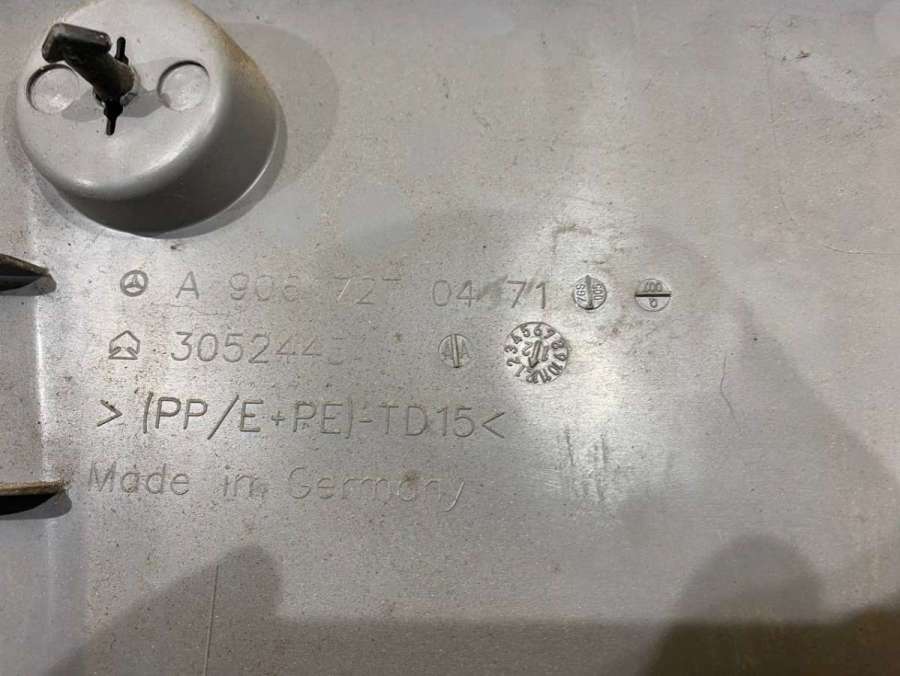 A 906 727 04 71
305244
>(PP/E+PE)-TD15<
Made in Germany